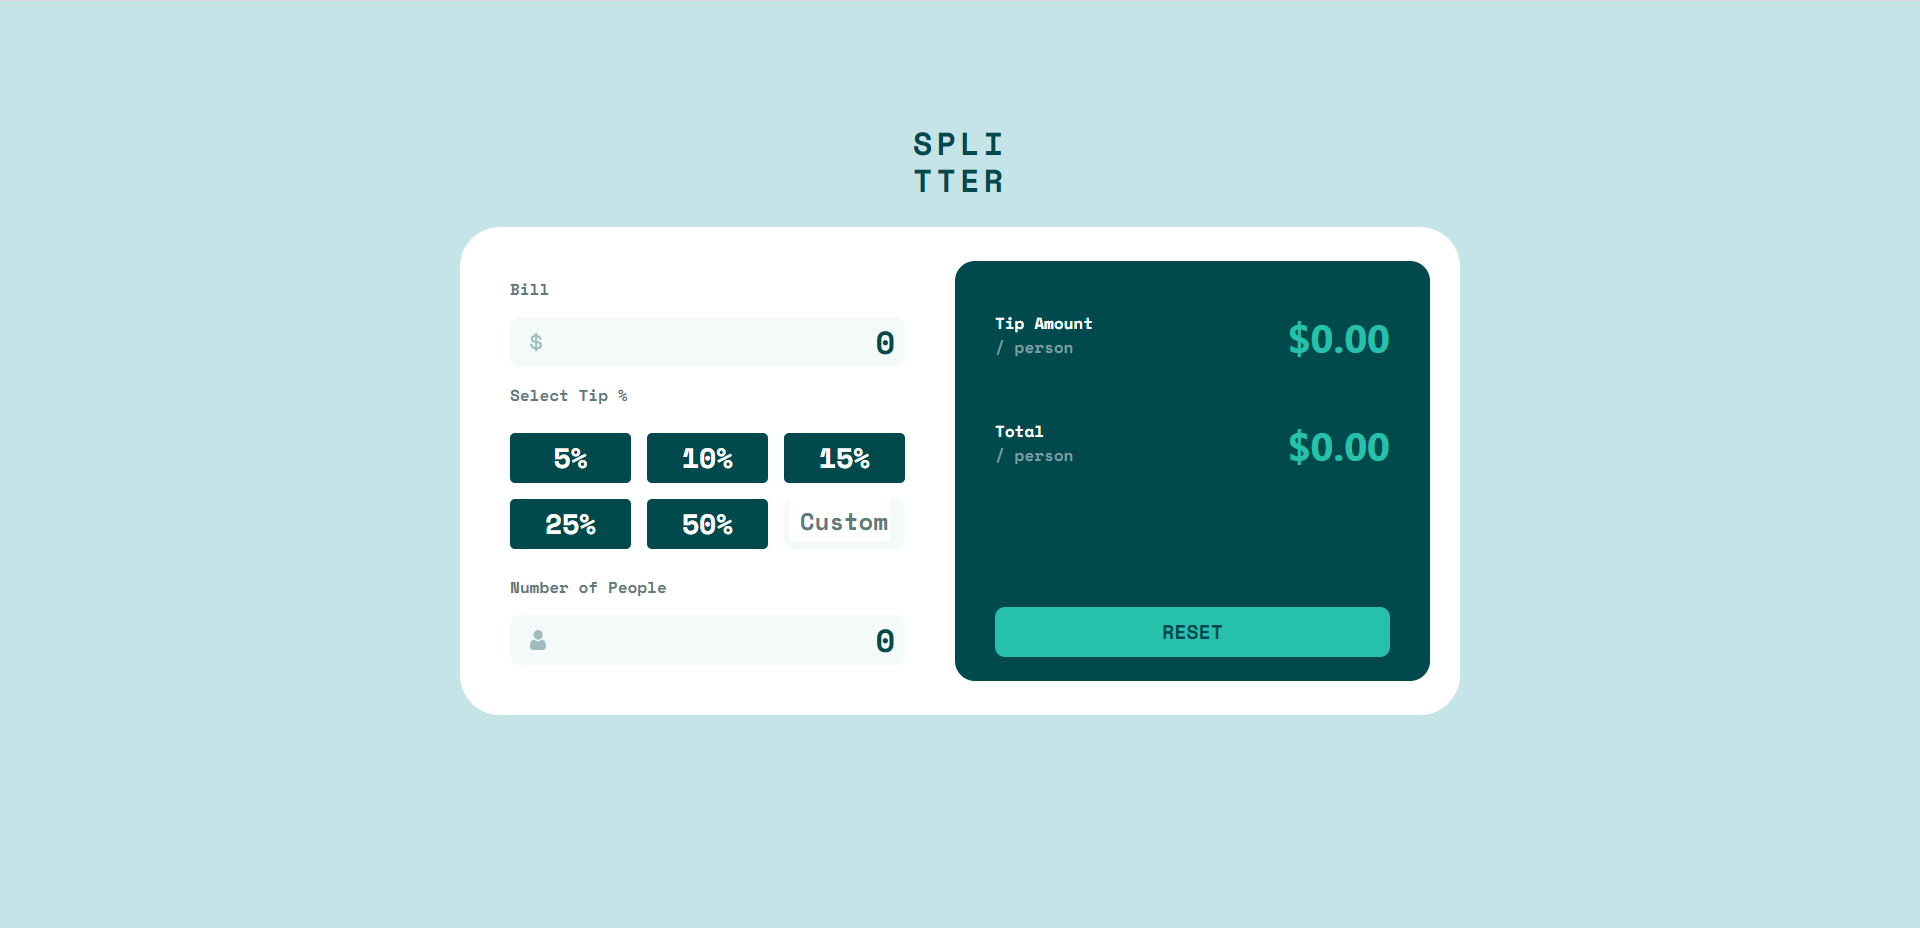 SPLI
TTER
Bill
$
0
Select Tip %
5%
10%
15%
25%
50%
Custom
Number of People
0
Tip Amount
/ person
$0.00
Total
/ person
$0.00
RESET